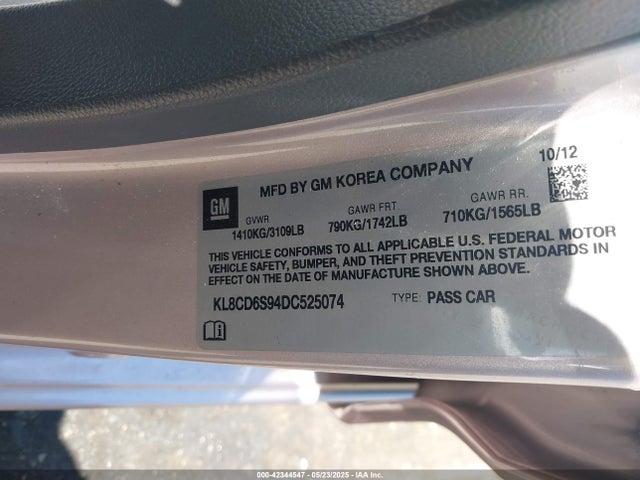 MFD BY GM KOREA COMPANY
10/12
GM
GVWR
1410KG/3109LB
GAWR FRT.
790KG/1742LB
GAWR RR.
710KG/1565LB
THIS VEHICLE CONFORMS TO ALL APPLICABLE U.S. FEDERAL MOTOR
VEHICLE SAFETY, BUMPER, AND THEFT PREVENTION STANDARDS IN
EFFECT ON THE DATE OF MANUFACTURE SHOWN ABOVE.
KL8CD6S94DC525074 TYPE: PASS CAR
000-42344547 - 05/23/2025 - IAA Inc.